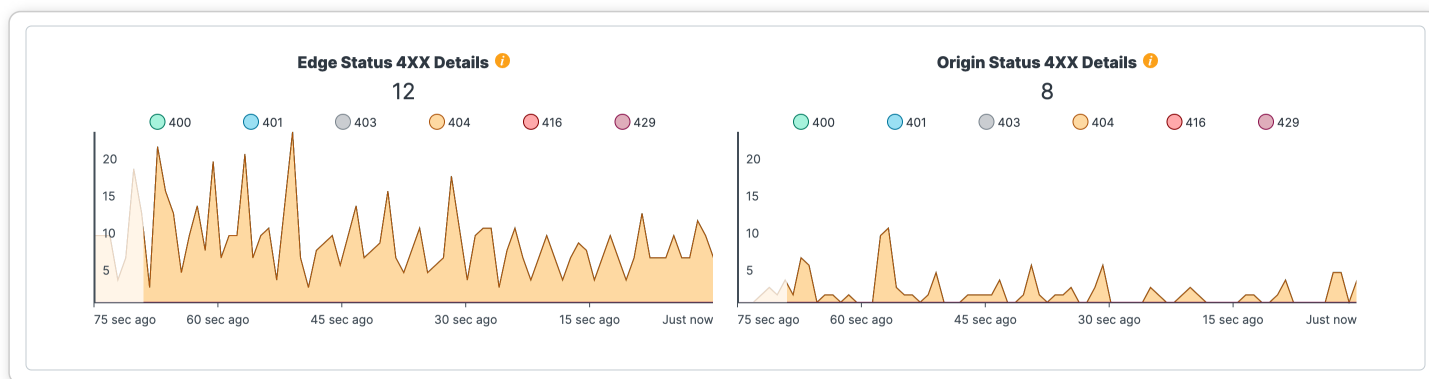 Edge Status 4XX Details i
12
400 401 403 404 416 429
20
15
10
5
75 sec ago 60 sec ago 45 sec ago 30 sec ago 15 sec ago Just now
Origin Status 4XX Details i
8
400 401 403 404 416 429
20
15
10
5
75 sec ago 60 sec ago 45 sec ago 30 sec ago 15 sec ago Just now